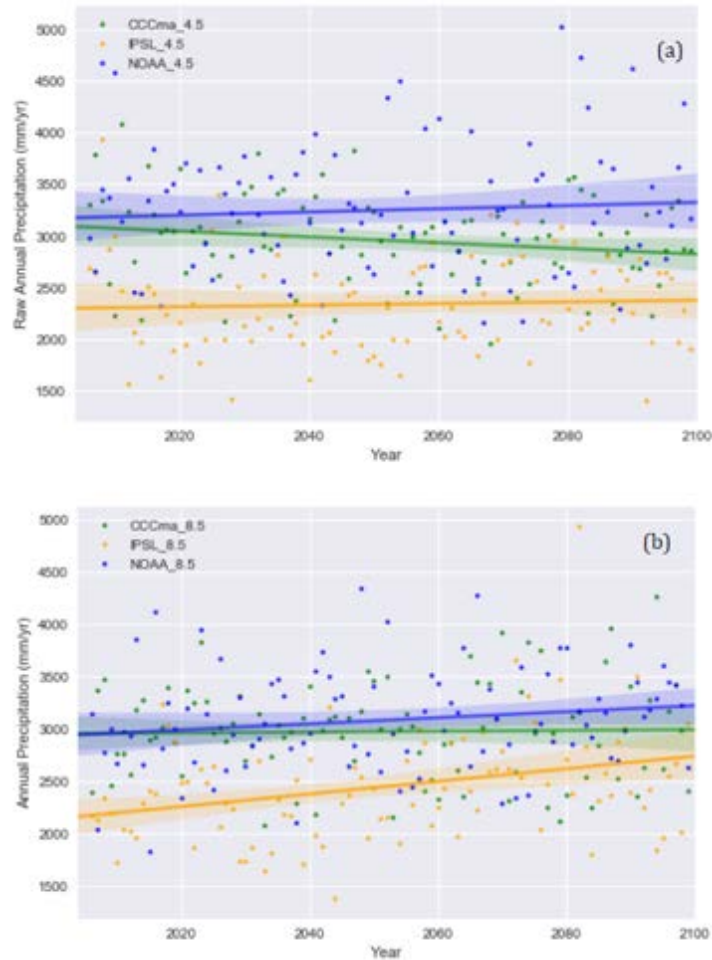 5000
4500
4000
3500
3000
2500
2000
1500
Raw Annual Precipitation (mm/yr)
CCCma_4.5
IPSL_4.5
NOAA_4.5
(a)
2020 2040 2060 2080 2100
Year
5000
4500
4000
3500
3000
2500
2000
1500
Annual Precipitation (mm/yr)
CCCma_8.5
IPSL_8.5
NOAA_8.5
(b)
2020 2040 2060 2080 2100
Year